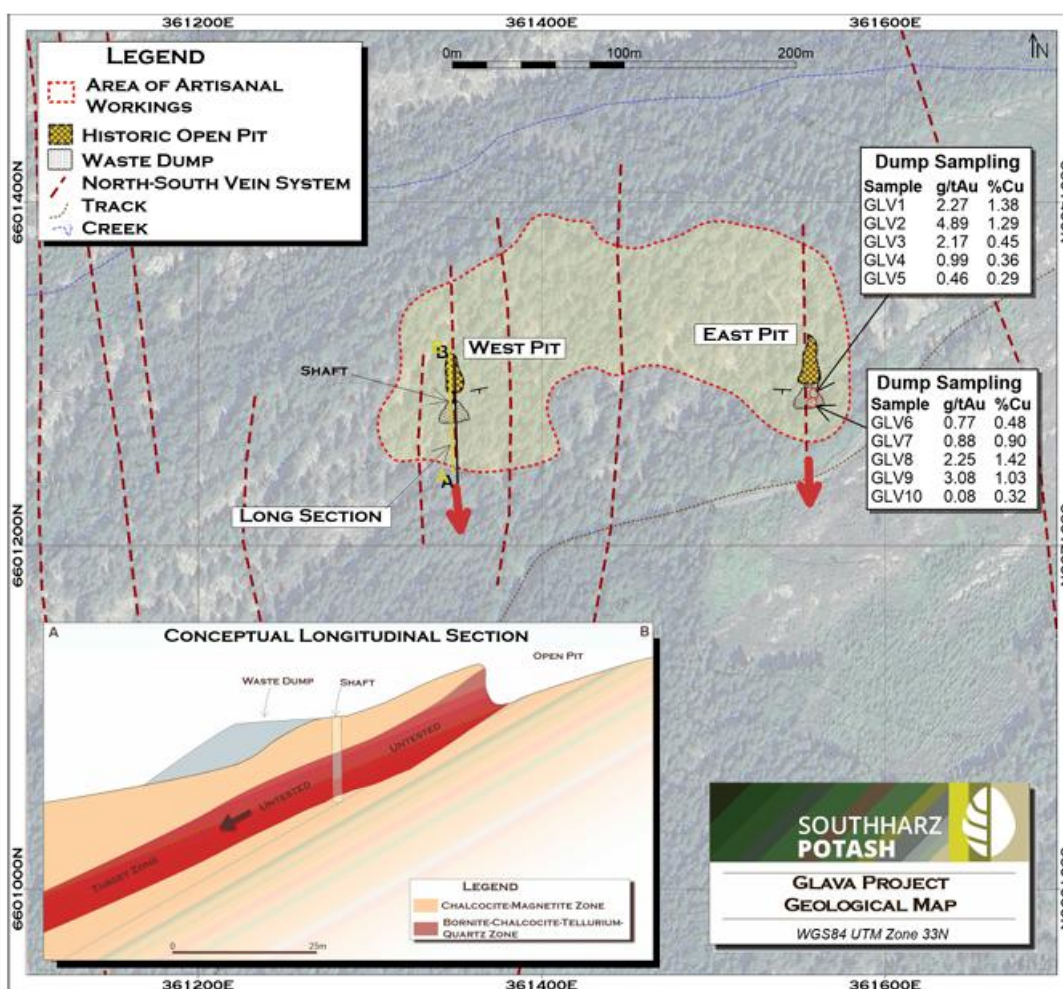 361200E 361400E 361600E
LEGEND
AREA OF ARTISANAL
WORKINGS
HISTORIC OPEN PIT
WASTE DUMP
NORTH-SOUTH VEIN SYSTEM
TRACK
CREEK
0m 100m 200m
N
6601400N
6601200N
6601000N
Dump Sampling
Sample g/tAu %Cu
GLV1 2.27 1.38
GLV2 4.89 1.29
GLV3 2.17 0.45
GLV4 0.99 0.36
GLV5 0.46 0.29
B
WEST PIT
EAST PIT
SHAFT
A
LONG SECTION
Dump Sampling
Sample g/tAu %Cu
GLV6 0.77 0.48
GLV7 0.88 0.90
GLV8 2.25 1.42
GLV9 3.08 1.03
GLV10 0.08 0.32
A CONCEPTUAL LONGITUDINAL SECTION B
OPEN PIT
WASTE DUMP
SHAFT
UNTESTED
UNTESTED
TARGET ZONE
LEGEND
CHALCOCITE-MAGNETITE ZONE
BORNITE-CHALCOCITE-TELLURIUM-
QUARTZ ZONE
0 25m
SOUTHHARZ
POTASH
GLAVA PROJECT
GEOLOGICAL MAP
WGS84 UTM Zone 33N
361200E 361400E 361600E